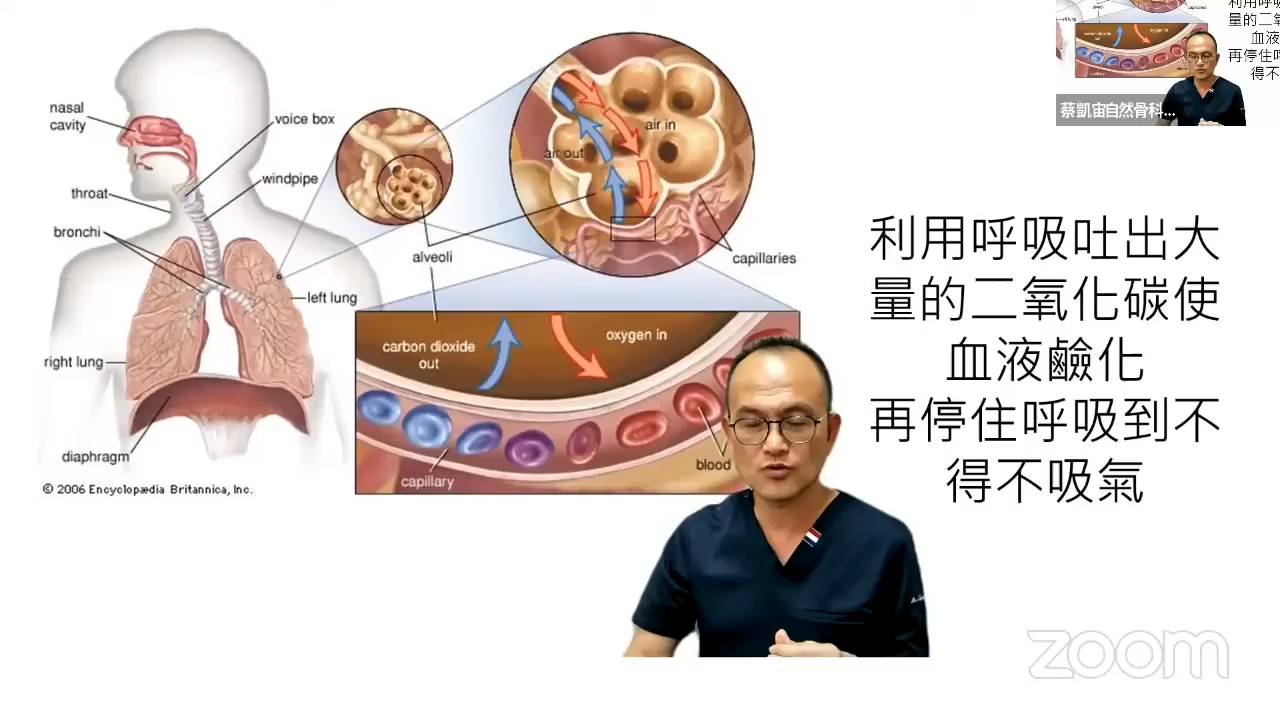 nasal
cavity
throat
bronchi
voice box
windpipe
left lung
right lung
diaphragm
© 2006 Encyclopædia Britannica, Inc.
alveoli
air in
air out
capillaries
carbon dioxide
out
oxygen in
capillary
blood
利用呼吸吐出大
量的二氧化碳使
血液鹼化
再停住呼吸到不
得不吸氣
蔡凱宙自然骨科...
zoom